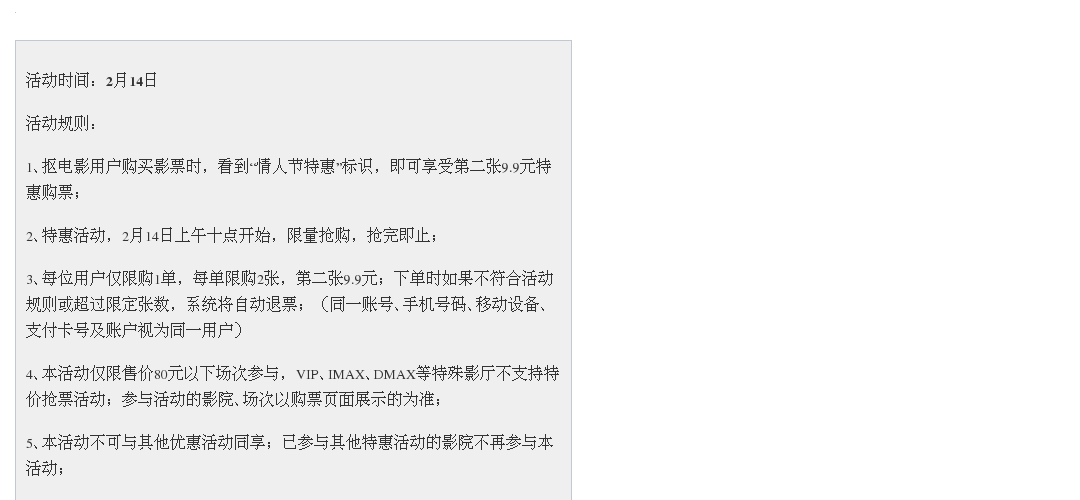 活动时间：2月14日
活动规则：
1、抠电影用户购买影票时，看到“情人节特惠”标识，即可享受第二张9.9元特
惠购票；
2、特惠活动，2月14日上午十点开始，限量抢购，抢完即止；
3、每位用户仅限购1单，每单限购2张，第二张9.9元；下单时如果不符合活动
规则或超过限定张数，系统将自动退票；（同一账号、手机号码、移动设备、
支付卡号及账户视为同一用户）
4、本活动仅限售价80元以下场次参与，VIP、IMAX、DMAX等特殊影厅不支持特
价抢票活动；参与活动的影院、场次以购票页面展示的为准；
5、本活动不可与其他优惠活动同享；已参与其他特惠活动的影院不再参与本
活动；